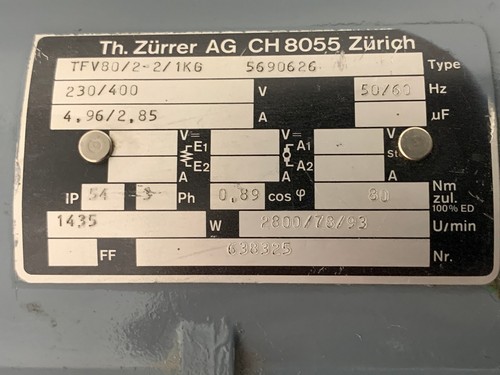 Th. Zürrer AG CH 8055 Zürich
TFV80/2-2/1KG 5690626 Type
230/400 V 50/60 Hz
4,96/2,85 A µF
V= E1 V= A1 V
E2 A2
A A A
IP 54 Ph 0,89 cos φ 80 Nm zul. 100% ED
1435 W 2800/78/93 U/min
FF 638325 Nr.